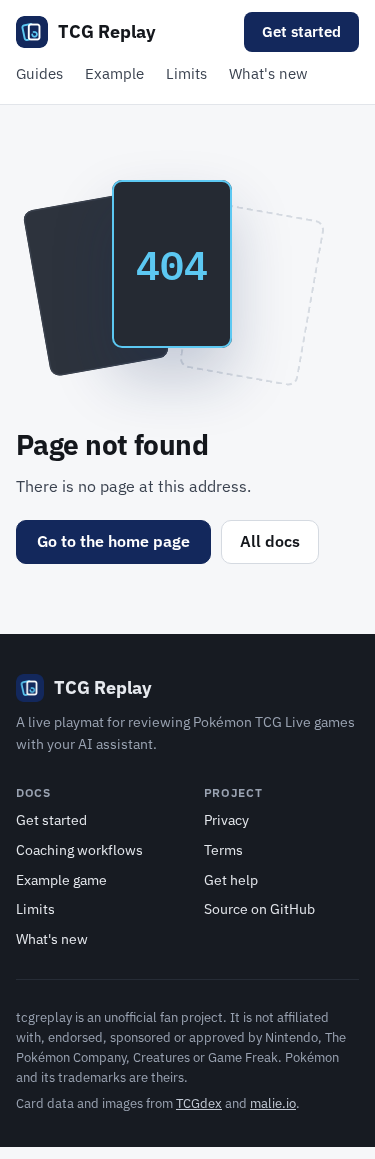 TCG Replay
Get started
Guides Example Limits What's new
404
Page not found
There is no page at this address.
Go to the home page All docs
TCG Replay
A live playmat for reviewing Pokémon TCG Live games
with your AI assistant.
DOCS
Get started
Coaching workflows
Example game
Limits
What's new
PROJECT
Privacy
Terms
Get help
Source on GitHub
tcgreplay is an unofficial fan project. It is not affiliated
with, endorsed, sponsored or approved by Nintendo, The
Pokémon Company, Creatures or Game Freak. Pokémon
and its trademarks are theirs.
Card data and images from TCGdex and malie.io.